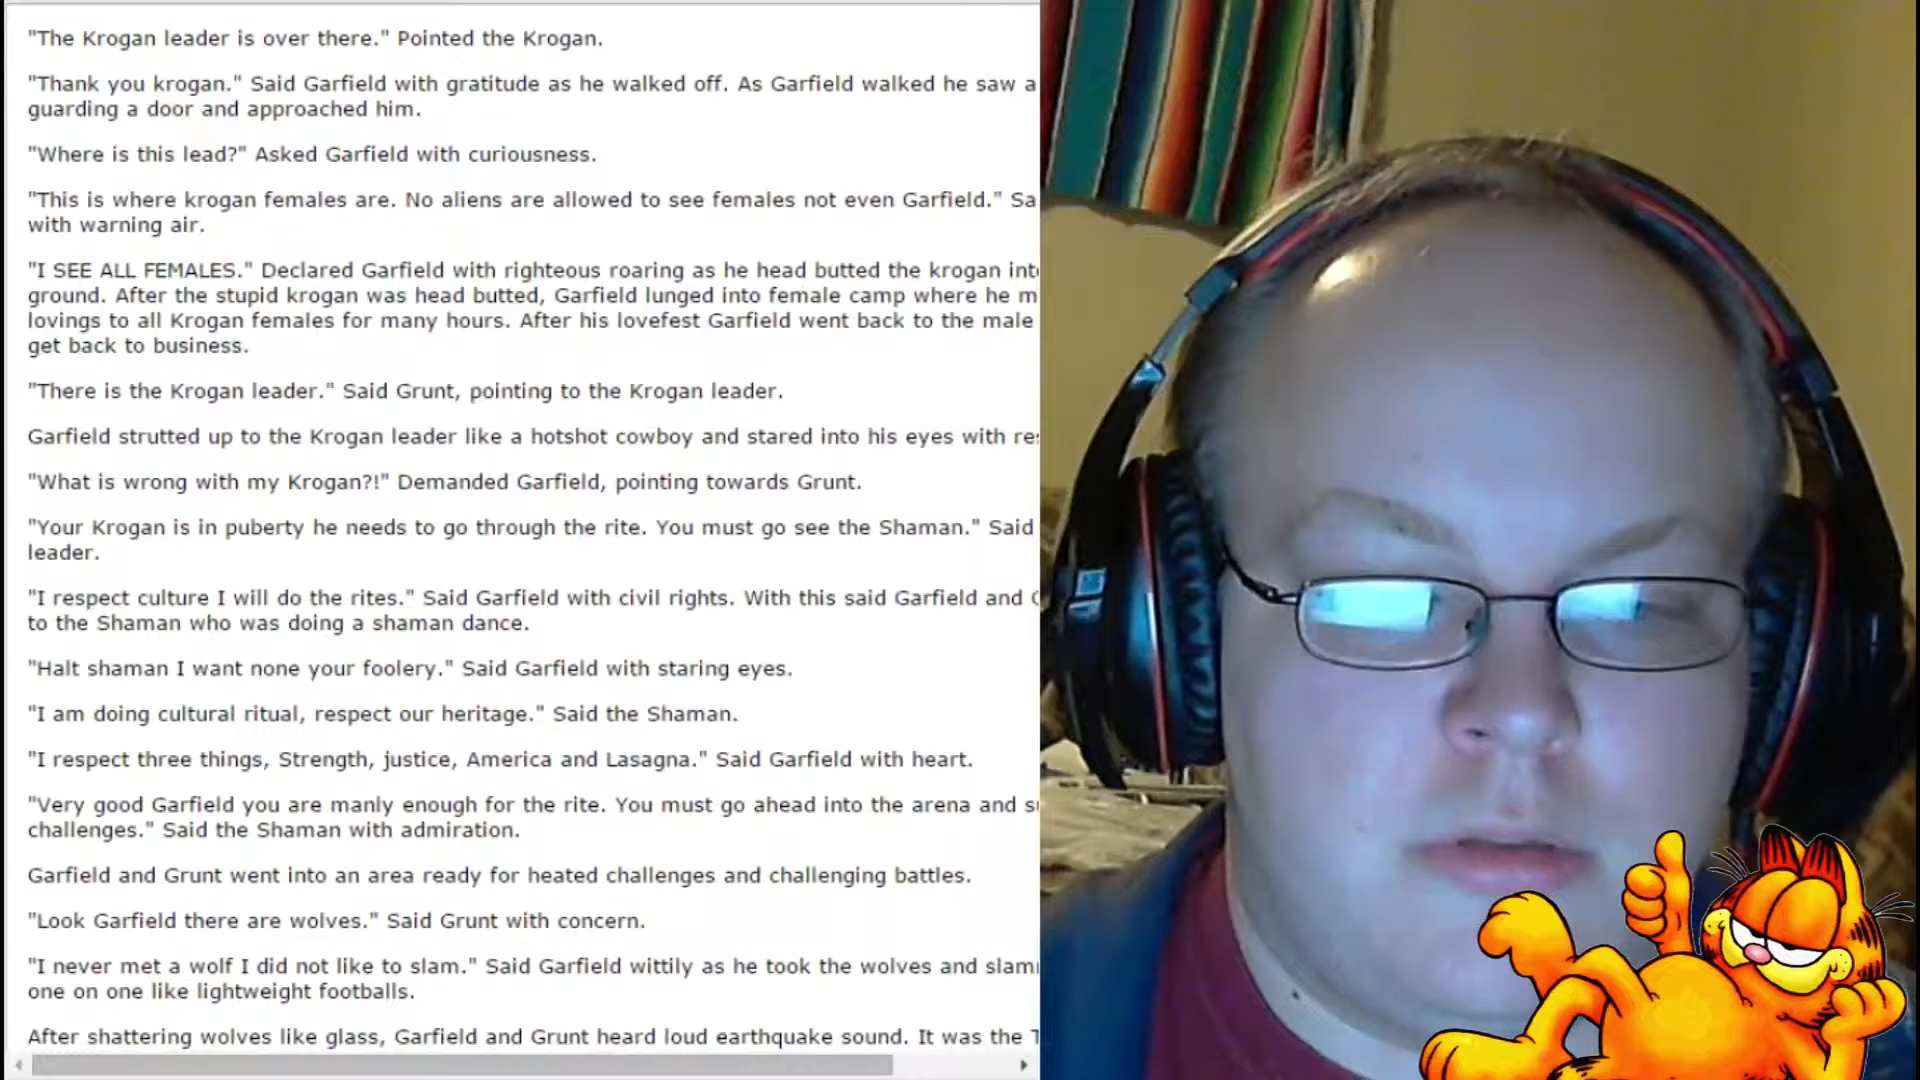 "The Krogan leader is over there." Pointed the Krogan.
"Thank you krogan." Said Garfield with gratitude as he walked off. As Garfield walked he saw a
guarding a door and approached him.
"Where is this lead?" Asked Garfield with curiousness.
"This is where krogan females are. No aliens are allowed to see females not even Garfield." Sa
with warning air.
"I SEE ALL FEMALES." Declared Garfield with righteous roaring as he head butted the krogan int
ground. After the stupid krogan was head butted, Garfield lunged into female camp where he m
lovings to all Krogan females for many hours. After his lovefest Garfield went back to the male
get back to business.
"There is the Krogan leader." Said Grunt, pointing to the Krogan leader.
Garfield strutted up to the Krogan leader like a hotshot cowboy and stared into his eyes with re
"What is wrong with my Krogan?!" Demanded Garfield, pointing towards Grunt.
"Your Krogan is in puberty he needs to go through the rite. You must go see the Shaman." Said
leader.
"I respect culture I will do the rites." Said Garfield with civil rights. With this said Garfield and
to the Shaman who was doing a shaman dance.
"Halt shaman I want none your foolery." Said Garfield with staring eyes.
"I am doing cultural ritual, respect our heritage." Said the Shaman.
"I respect three things, Strength, justice, America and Lasagna." Said Garfield with heart.
"Very good Garfield you are manly enough for the rite. You must go ahead into the arena and s
challenges." Said the Shaman with admiration.
Garfield and Grunt went into an area ready for heated challenges and challenging battles.
"Look Garfield there are wolves." Said Grunt with concern.
"I never met a wolf I did not like to slam." Said Garfield wittily as he took the wolves and slam
one on one like lightweight footballs.
After shattering wolves like glass, Garfield and Grunt heard loud earthquake sound. It was the T